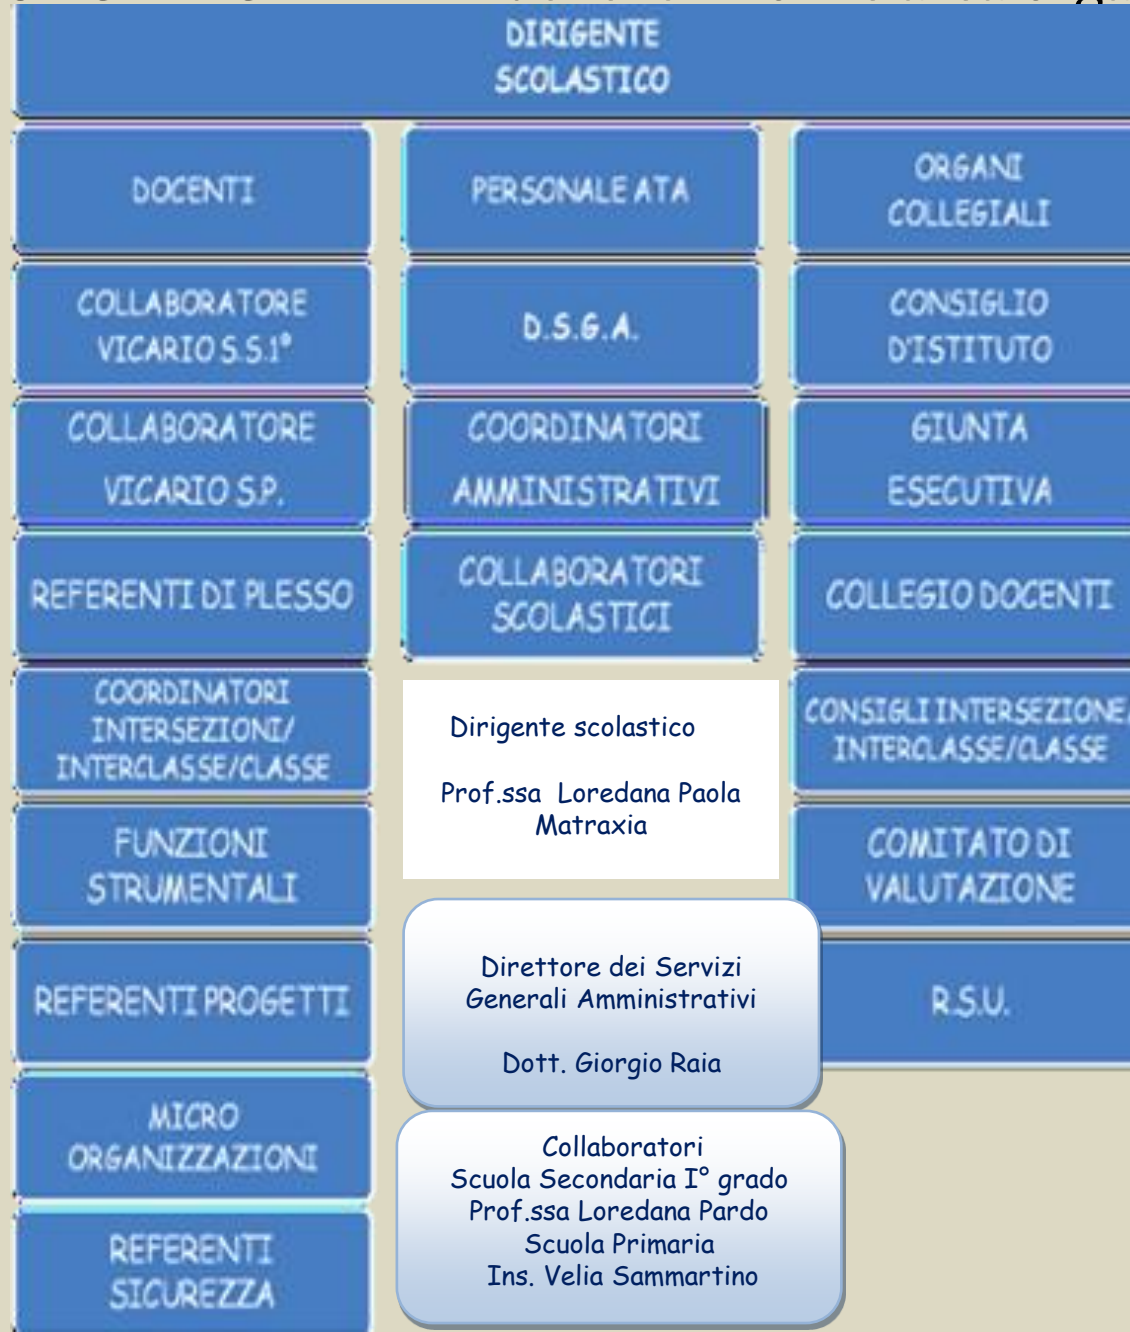 DIRIGENTE
SCOLASTICO
DOCENTI
PERSONALE ATA
ORGANI
COLLEGIALI
COLLABORATORE
VICARIO S.S.1°
D.S.G.A.
CONSIGLIO
D'ISTITUTO
COLLABORATORE
VICARIO S.P.
COORDINATORI
AMMINISTRATIVI
GIUNTA
ESECUTIVA
REFERENTI DI PLESSO
COLLABORATORI
SCOLASTICI
COLLEGIO DOCENTI
COORDINATORI
INTERSEZIONI/
INTERCLASSE/CLASSE
Dirigente scolastico
Prof.ssa Loredana Paola
Matraxia
CONSIGLI INTERSEZIONE/
INTERCLASSE/CLASSE
FUNZIONI
STRUMENTALI
COMITATO DI
VALUTAZIONE
REFERENTI PROGETTI
Direttore dei Servizi
Generali Amministrativi
Dott. Giorgio Raia
R.S.U.
MICRO
ORGANIZZAZIONI
Collaboratori
Scuola Secondaria I° grado
Prof.ssa Loredana Pardo
Scuola Primaria
Ins. Velia Sammartino
REFERENTI
SICUREZZA